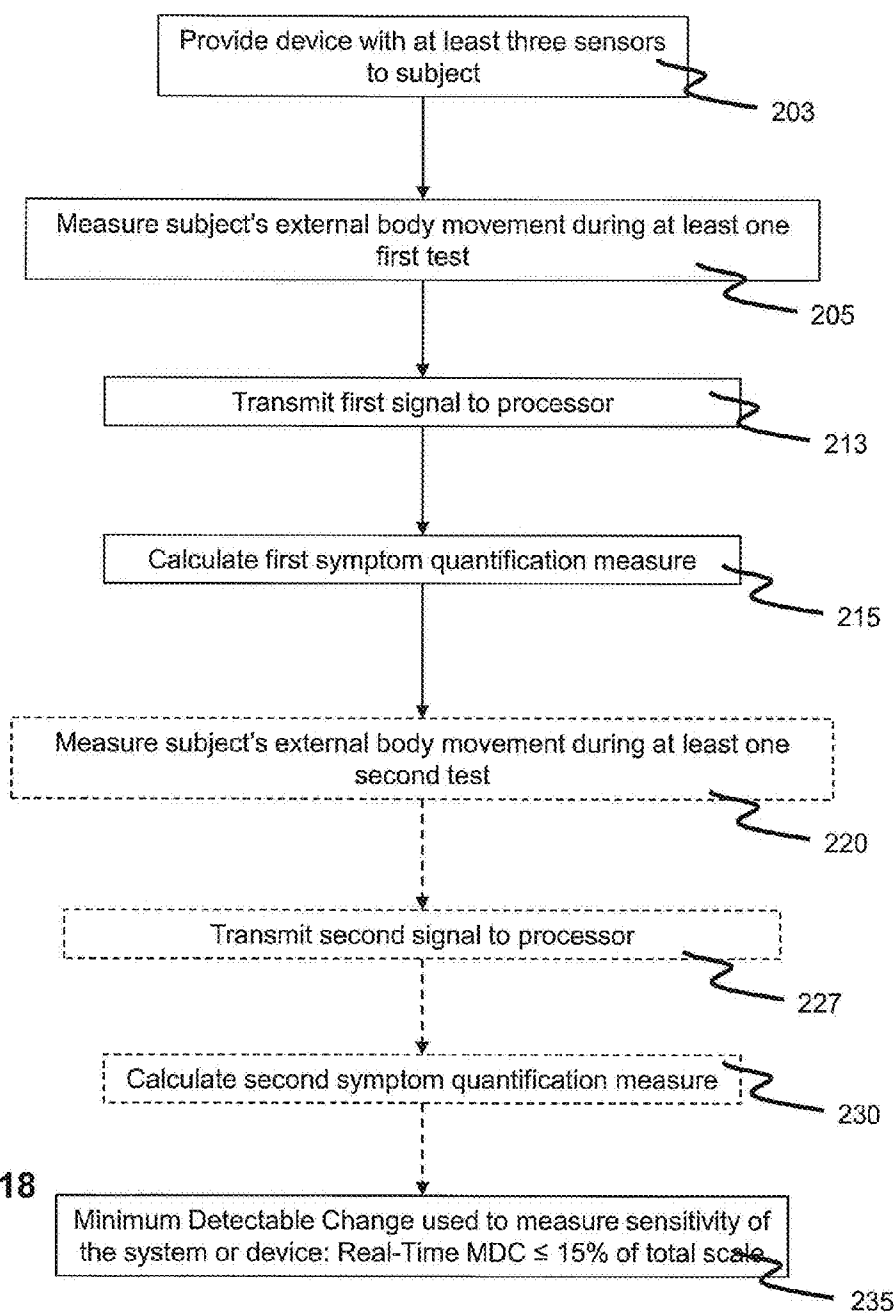 Provide device with at least three sensors
to subject
203
Measure subject's external body movement during at least one
first test
205
Transmit first signal to processor
213
Calculate first symptom quantification measure
215
Measure subject's external body movement during at least one
second test
220
Transmit second signal to processor
227
Calculate second symptom quantification measure
230
18
Minimum Detectable Change used to measure sensitivity of
the system or device: Real-Time MDC ≤ 15% of total scale
235